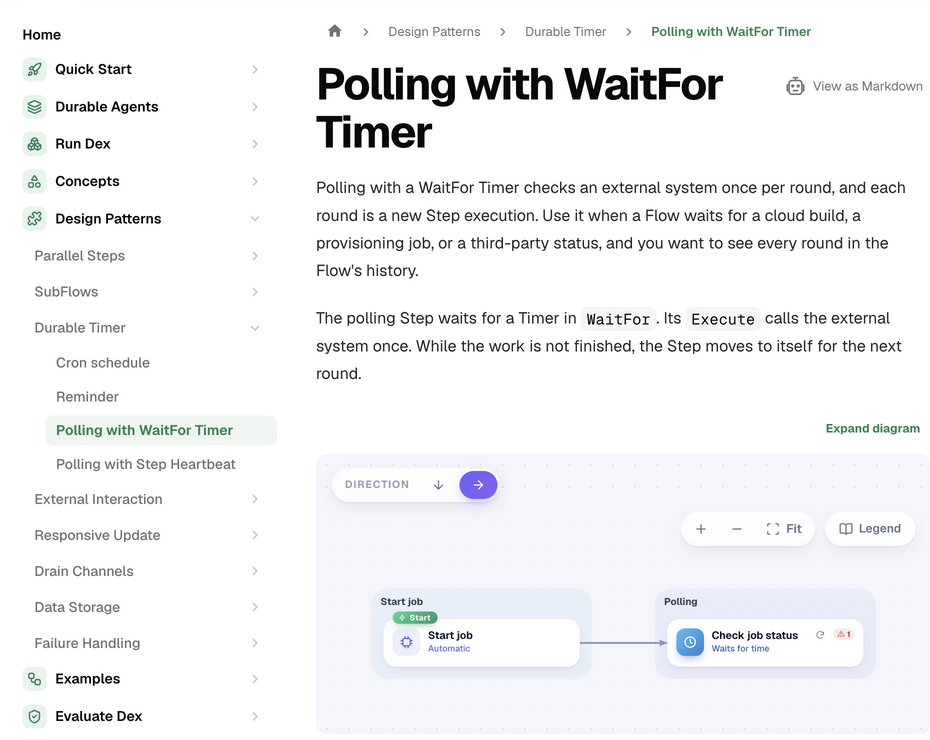 Home
Quick Start
Durable Agents
Run Dex
Concepts
Design Patterns
Parallel Steps
SubFlows
Durable Timer
Cron schedule
Reminder
Polling with WaitFor Timer
Polling with Step Heartbeat
External Interaction
Responsive Update
Drain Channels
Data Storage
Failure Handling
Examples
Evaluate Dex
Design Patterns
Durable Timer
Polling with WaitFor Timer
Polling with WaitFor
Timer
View as Markdown
Polling with a WaitFor Timer checks an external system once per round, and each
round is a new Step execution. Use it when a Flow waits for a cloud build, a
provisioning job, or a third-party status, and you want to see every round in the
Flow's history.
The polling Step waits for a Timer in WaitFor. Its Execute calls the external
system once. While the work is not finished, the Step moves to itself for the next
round.
Expand diagram
DIRECTION
Fit
Legend
Start job
Start
Start job
Automatic
Polling
Check job status
1
Waits for time